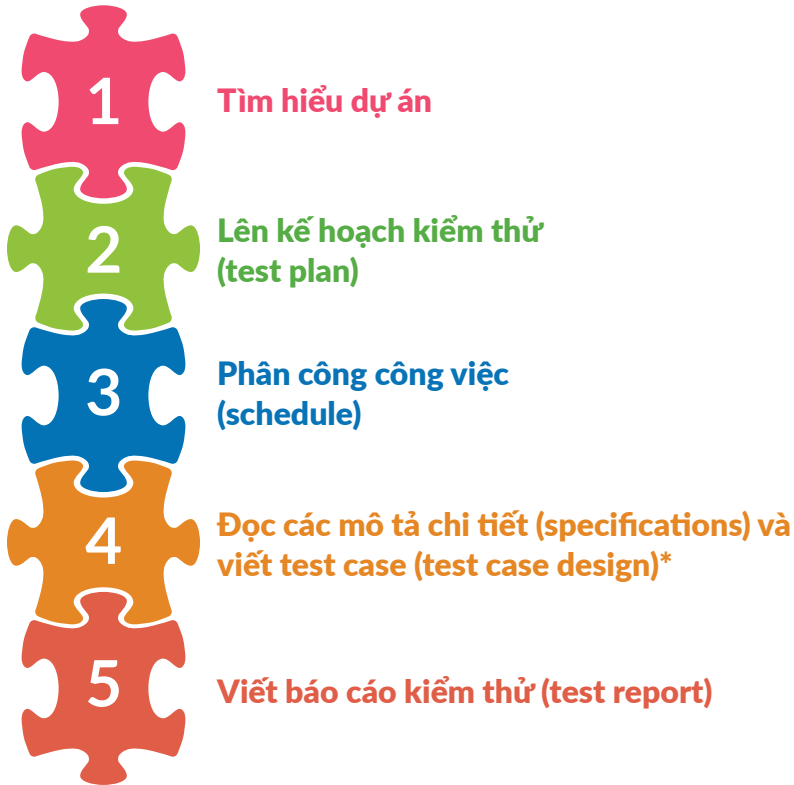 1
Tìm hiểu dự án
2
Lên kế hoạch kiểm thử
(test plan)
3
Phân công công việc
(schedule)
4
Đọc các mô tả chi tiết (specifications) và
viết test case (test case design)*
5
Viết báo cáo kiểm thử (test report)